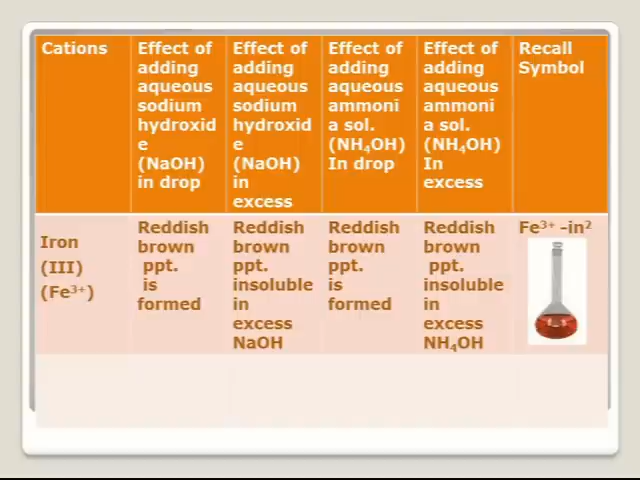 Cations
Effect of
adding
aqueous
sodium
hydroxid
e
(NaOH)
in drop
Effect of
adding
aqueous
sodium
hydroxid
e
(NaOH)
in
excess
Effect of
adding
aqueous
ammoni
a sol.
(NH₄OH)
In drop
Effect of
adding
aqueous
ammoni
a sol.
(NH₄OH)
In
excess
Recall
Symbol
Iron
(III)
(Fe³⁺)
Reddish
brown
ppt.
is
formed
Reddish
brown
ppt.
insoluble
in
excess
NaOH
Reddish
brown
ppt.
is
formed
Reddish
brown
ppt.
insoluble
in
excess
NH₄OH
Fe³⁺ -in²